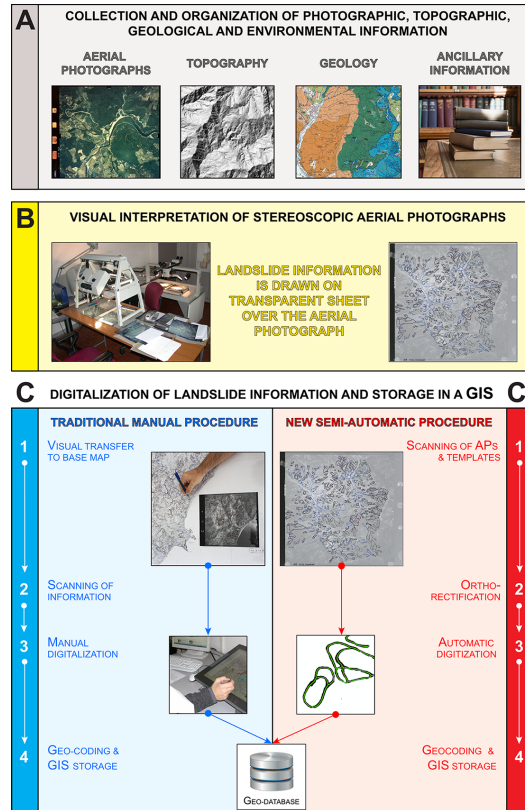 A
COLLECTION AND ORGANIZATION OF PHOTOGRAPHIC, TOPOGRAPHIC,
GEOLOGICAL AND ENVIRONMENTAL INFORMATION
AERIAL
PHOTOGRAPHS
TOPOGRAPHY
GEOLOGY
ANCILLARY
INFORMATION
B
VISUAL INTERPRETATION OF STEREOSCOPIC AERIAL PHOTOGRAPHS
LANDSLIDE INFORMATION
IS DRAWN ON
TRANSPARENT SHEET
OVER THE AERIAL
PHOTOGRAPH
C
DIGITALIZATION OF LANDSLIDE INFORMATION AND STORAGE IN A GIS
C
TRADITIONAL MANUAL PROCEDURE
NEW SEMI-AUTOMATIC PROCEDURE
1
VISUAL TRANSFER
TO BASE MAP
SCANNING OF APS
& TEMPLATES
1
2
SCANNING OF
INFORMATION
ORTHO-
RECTIFICATION
2
3
MANUAL
DIGITALIZATION
AUTOMATIC
DIGITIZATION
3
4
GEO-CODING &
GIS STORAGE
GEOCODING &
GIS STORAGE
4
GEO-DATABASE